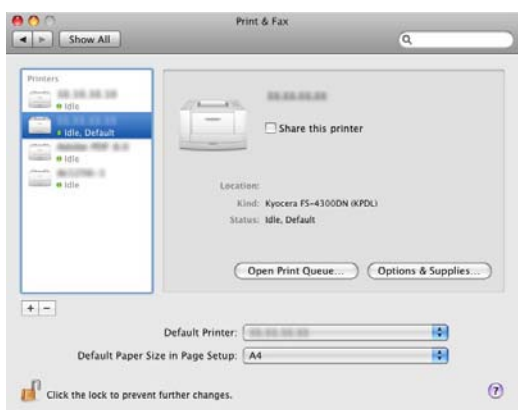 Print & Fax
Show All
Printers
Idle
Idle, Default
Idle
Idle
Share this printer
Location:
Kind: Kyocera FS-4300DN (KPDL)
Status: Idle, Default
Open Print Queue...
Options & Supplies...
+ −
Default Printer:
Default Paper Size in Page Setup: A4
Click the lock to prevent further changes.
?